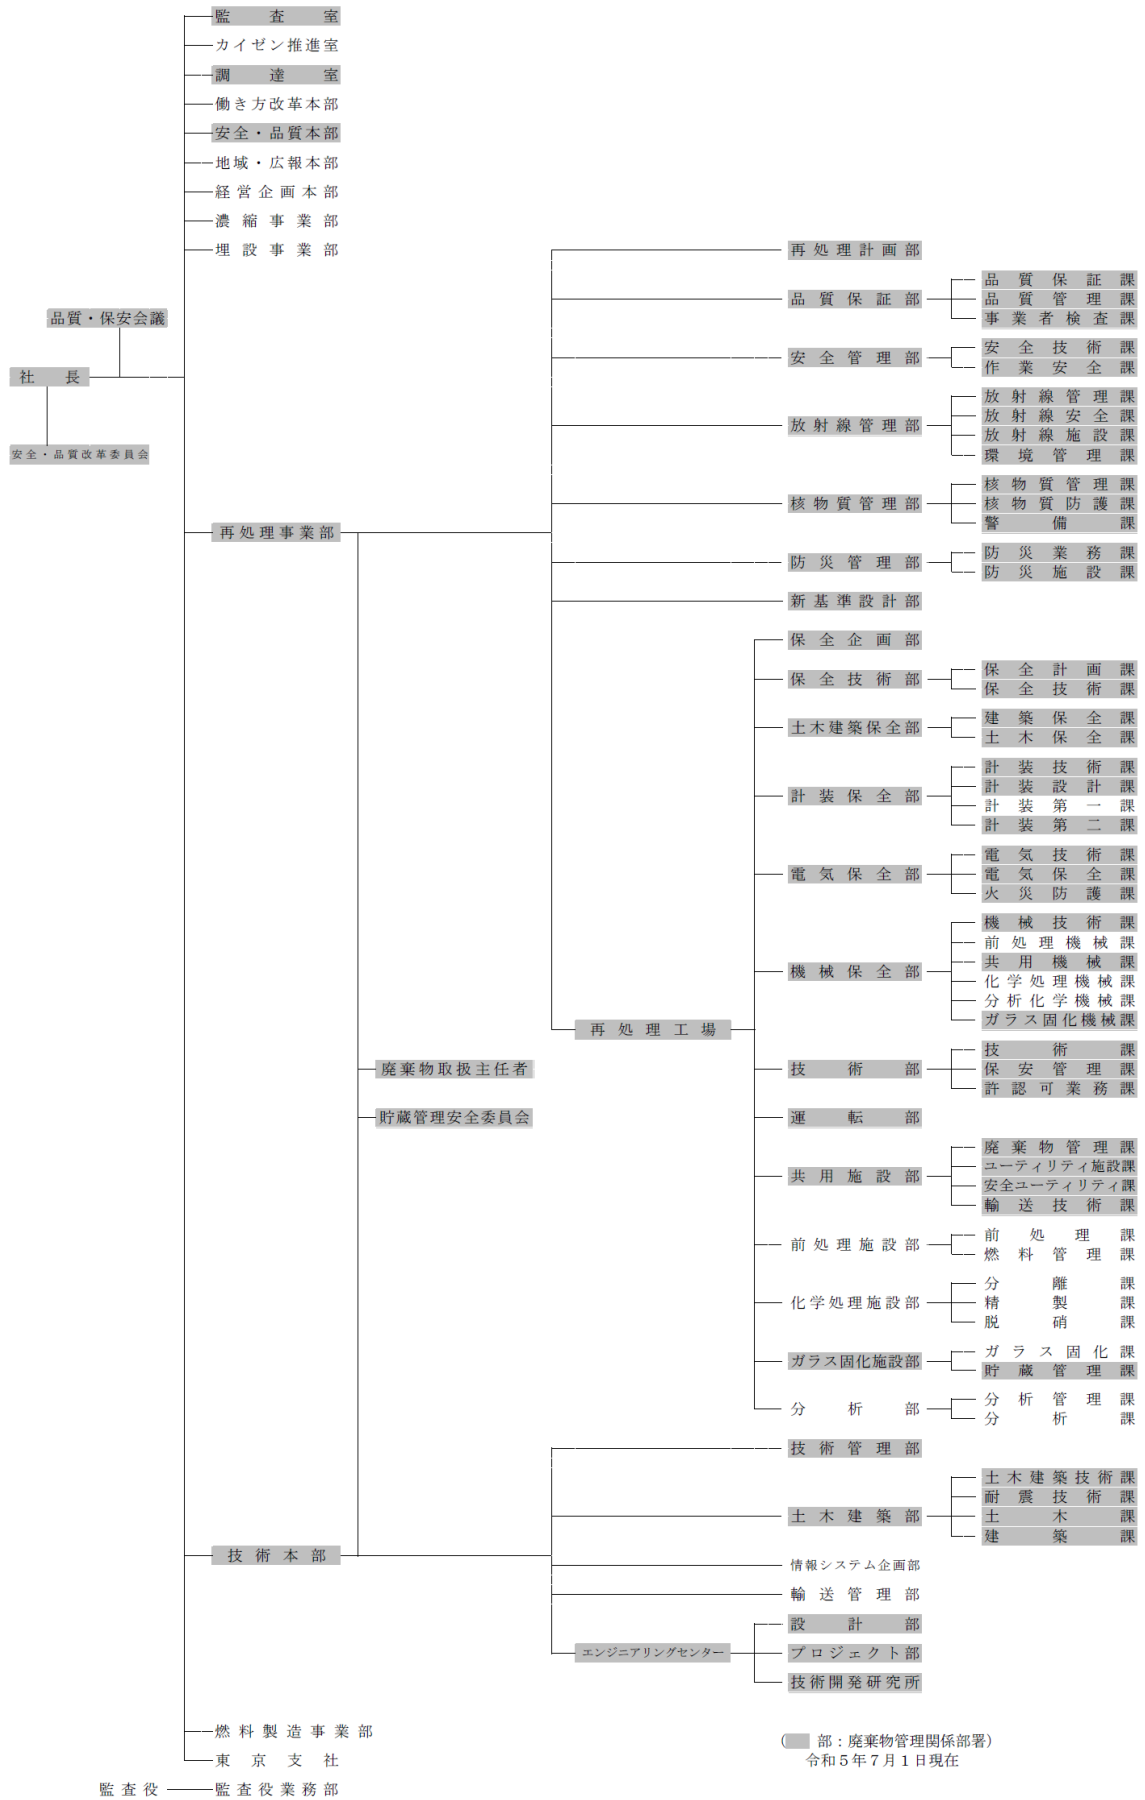 監査室
カイゼン推進室
調達室
働き方改革本部
安全・品質本部
地域・広報本部
経営企画本部
濃縮事業部
埋設事業部
品質・保安会議
社長
安全・品質改革委員会
再処理事業部
再処理計画部
品質保証部
品質保証課
品質管理課
事業者検査課
安全管理部
安全技術課
作業安全課
放射線管理部
放射線管理課
放射線安全課
放射線施設課
環境管理課
核物質管理部
核物質管理課
核物質防護課
警備課
防災管理部
防災業務課
防災施設課
新基準設計部
再処理工場
保全企画部
保全技術部
保全計画課
保全技術課
土木建築保全部
建築保全課
土木保全課
計装保全部
計装技術課
計装設計課
計装第一課
計装第二課
電気保全部
電気技術課
電気保全課
火災防護課
機械保全部
機械技術課
前処理機械課
共用機械課
化学処理機械課
分析化学機械課
ガラス固化機械課
技術部
技術課
保安管理課
許認可業務課
運転部
共用施設部
廃棄物管理課
ユーティリティ施設課
安全ユーティリティ課
輸送技術課
前処理施設部
前処理課
燃料管理課
化学処理施設部
分離課
精製課
脱硝課
ガラス固化施設部
ガラス固化課
貯蔵管理課
分析部
分析管理課
分析課
廃棄物取扱主任者
貯蔵管理安全委員会
技術本部
技術管理部
土木建築部
土木建築技術課
耐震技術課
土木課
建築課
情報システム企画部
輸送管理部
エンジニアリングセンター
設計部
プロジェクト部
技術開発研究所
燃料製造事業部
東京支社
監査役
監査役業務部
( 部：廃棄物管理関係部署)
令和５年７月１日現在